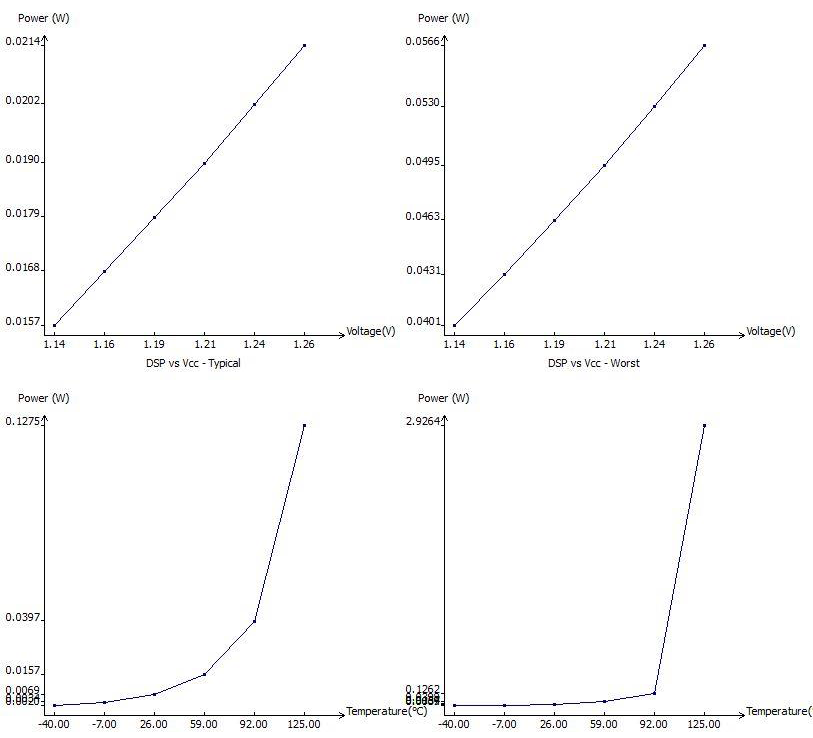 Power (W)
0.0214
0.0202
0.0190
0.0179
0.0168
0.0157
1.14 1.16 1.19 1.21 1.24 1.26
Voltage(V)
DSP vs Vcc - Typical
Power (W)
0.0566
0.0530
0.0495
0.0463
0.0431
0.0401
1.14 1.16 1.19 1.21 1.24 1.26
Voltage(V)
DSP vs Vcc - Worst
Power (W)
0.1275
0.0397
0.0157
0.0069
0.0020
-40.00 -7.00 26.00 59.00 92.00 125.00
Temperature(°C)
Power (W)
2.9264
0.1262
-40.00 -7.00 26.00 59.00 92.00 125.00
Temperature(